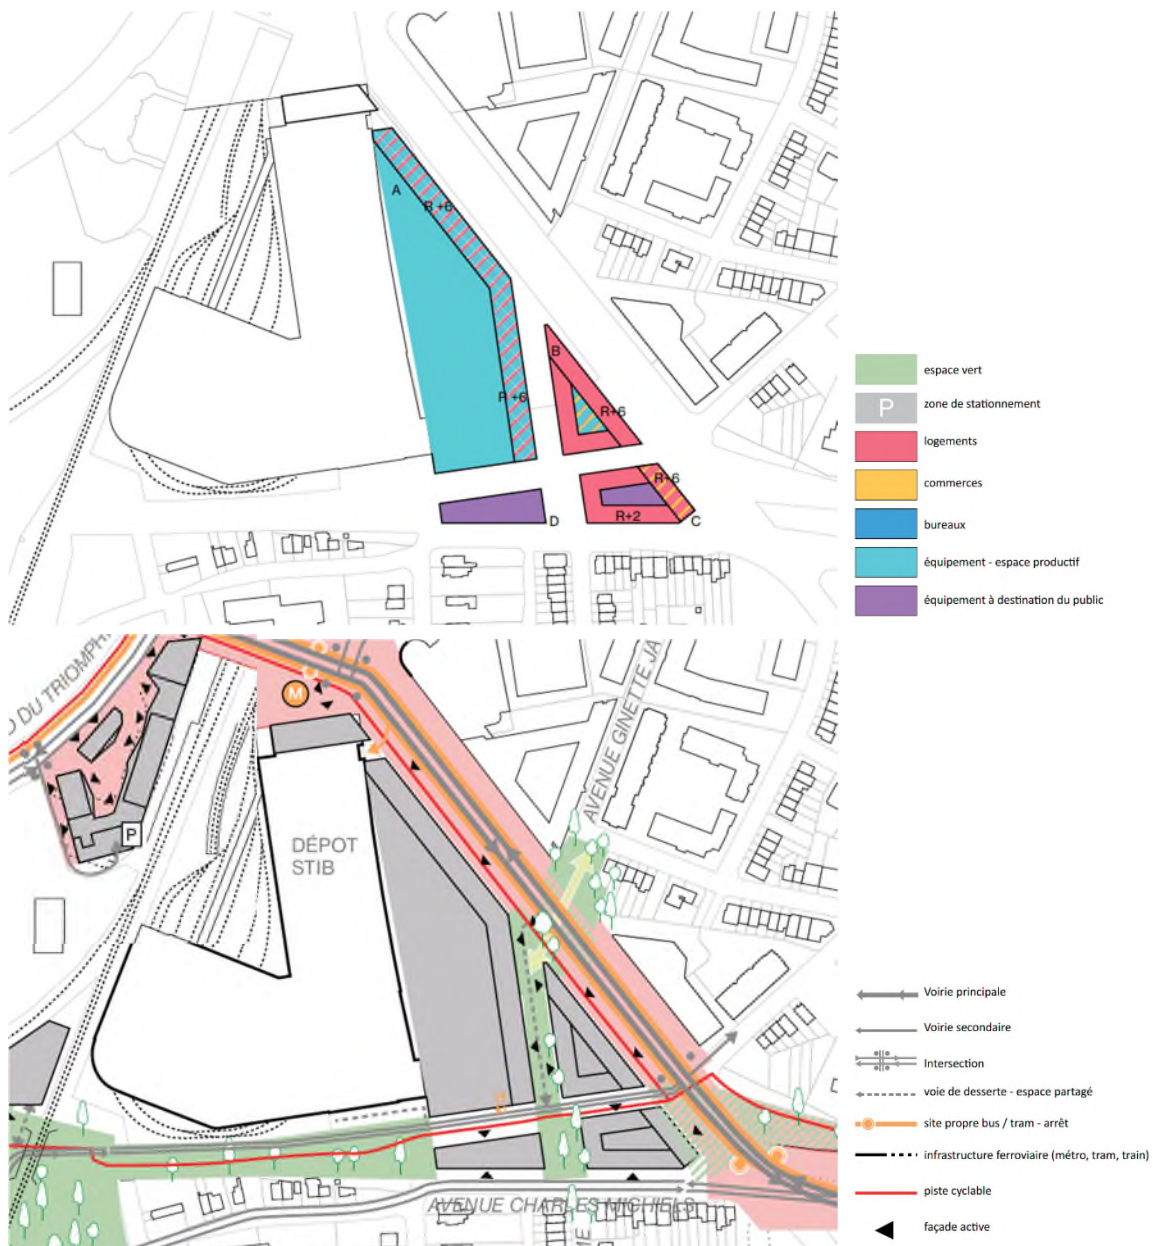 A
R +6
R +6
B
R+6
R+6
R+2
C
D
espace vert
P
zone de stationnement
logements
commerces
bureaux
équipement - espace productif
équipement à destination du public
D DU TRIOMPH
M
AVENUE GINETTE JA
P
DÉPOT
STIB
AVENUE CHARLES MICHIELS
Voirie principale
Voirie secondaire
Intersection
voie de desserte - espace partagé
site propre bus / tram - arrêt
infrastructure ferroviaire (métro, tram, train)
piste cyclable
façade active